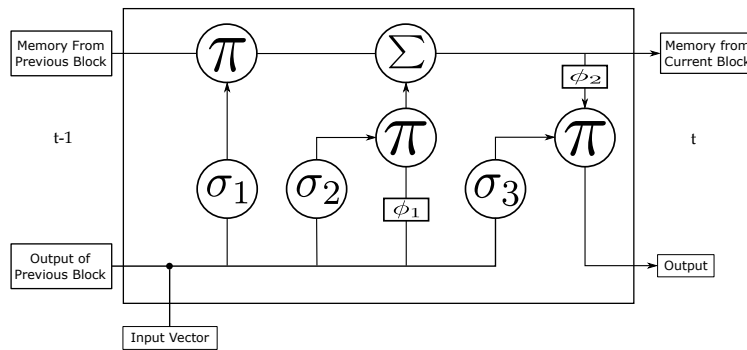 Memory From
Previous Block
π
Σ
Memory from
Current Block
ϕ2
t-1
π
π
t
σ1
σ2
ϕ1
σ3
Output of
Previous Block
Output
Input Vector